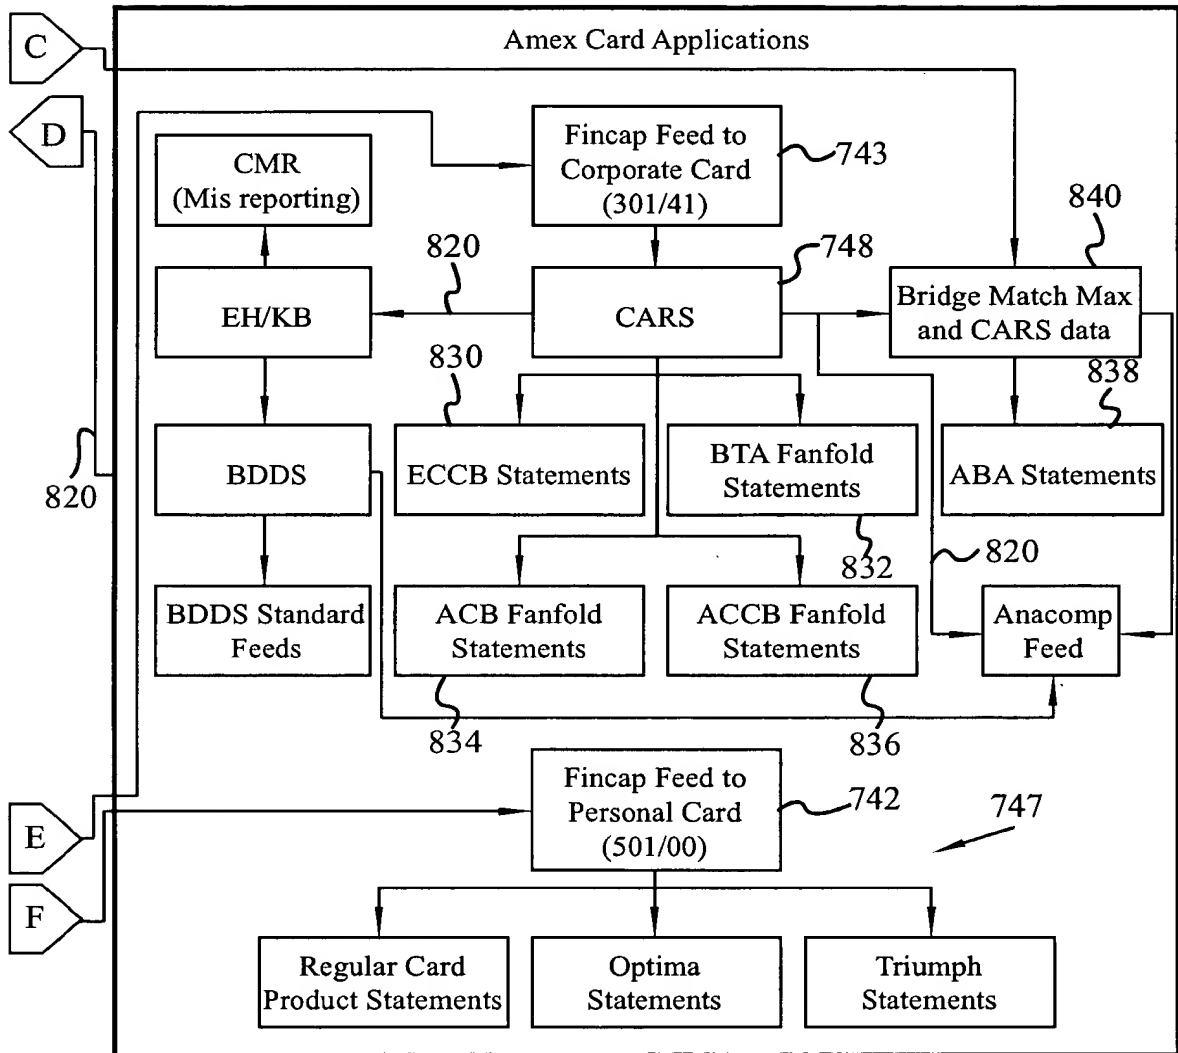 C
Amex Card Applications
D
CMR
(Mis reporting)
Fincap Feed to
Corporate Card
(301/41)
743
840
820
748
EH/KB
CARS
Bridge Match Max
and CARS data
830
838
820
BDDS
ECCB Statements
BTA Fanfold
Statements
ABA Statements
832
820
BDDS Standard
Feeds
ACB Fanfold
Statements
ACCB Fanfold
Statements
Anacomp
Feed
834
836
E
Fincap Feed to
Personal Card
(501/00)
742
747
F
Regular Card
Product Statements
Optima
Statements
Triumph
Statements